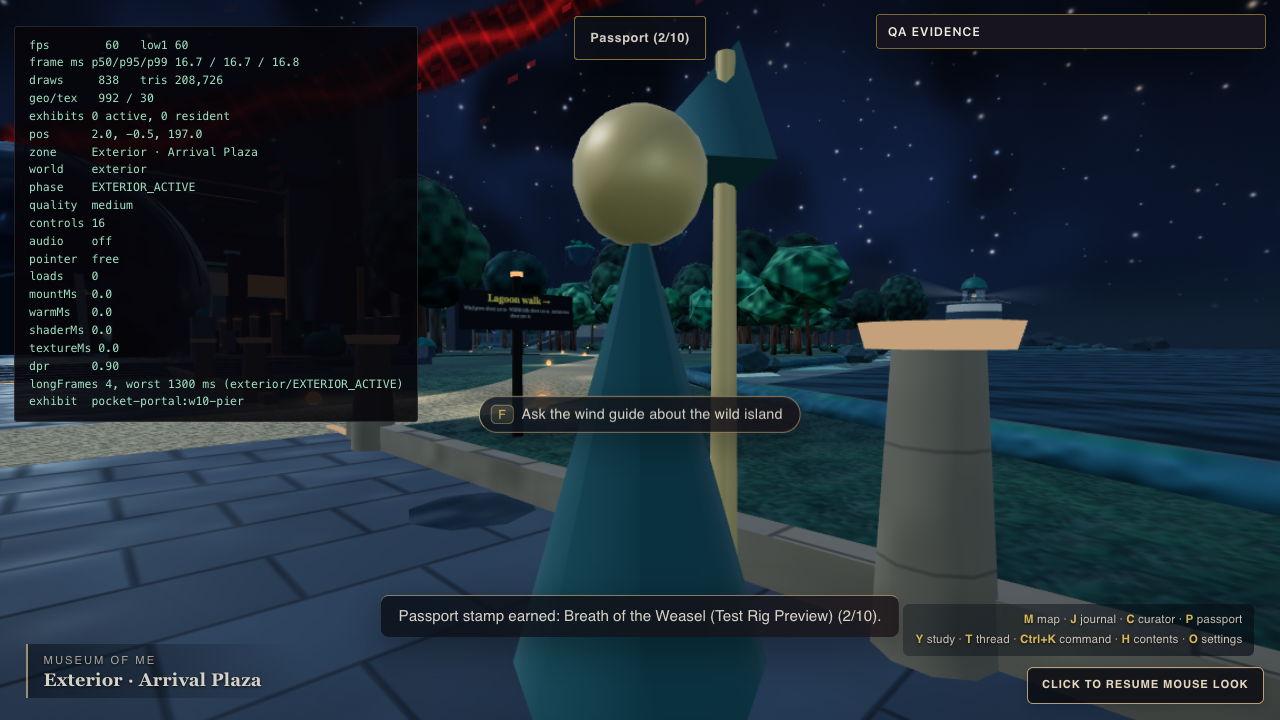 fps 60 low1 60
frame ms p50/p95/p99 16.7 / 16.7 / 16.8
draws 838 tris 208,726
geo/tex 992 / 30
exhibits 0 active, 0 resident
pos 2.0, −0.5, 197.0
zone Exterior · Arrival Plaza
world exterior
phase EXTERIOR_ACTIVE
quality medium
controls 16
audio off
pointer free
loads 0
mountMs 0.0
warmMs 0.0
shaderMs 0.0
textureMs 0.0
dpr 0.90
longFrames 4, worst 1300 ms (exterior/EXTERIOR_ACTIVE)
exhibit pocket-portal:w10-pier
Passport (2/10)
QA EVIDENCE
Lagoon walk →
F Ask the wind guide about the wild island
Passport stamp earned: Breath of the Weasel (Test Rig Preview) (2/10).
M map · J journal · C curator · P passport
Y study · T thread · Ctrl+K command · H contents · O settings
MUSEUM OF ME
Exterior · Arrival Plaza
CLICK TO RESUME MOUSE LOOK